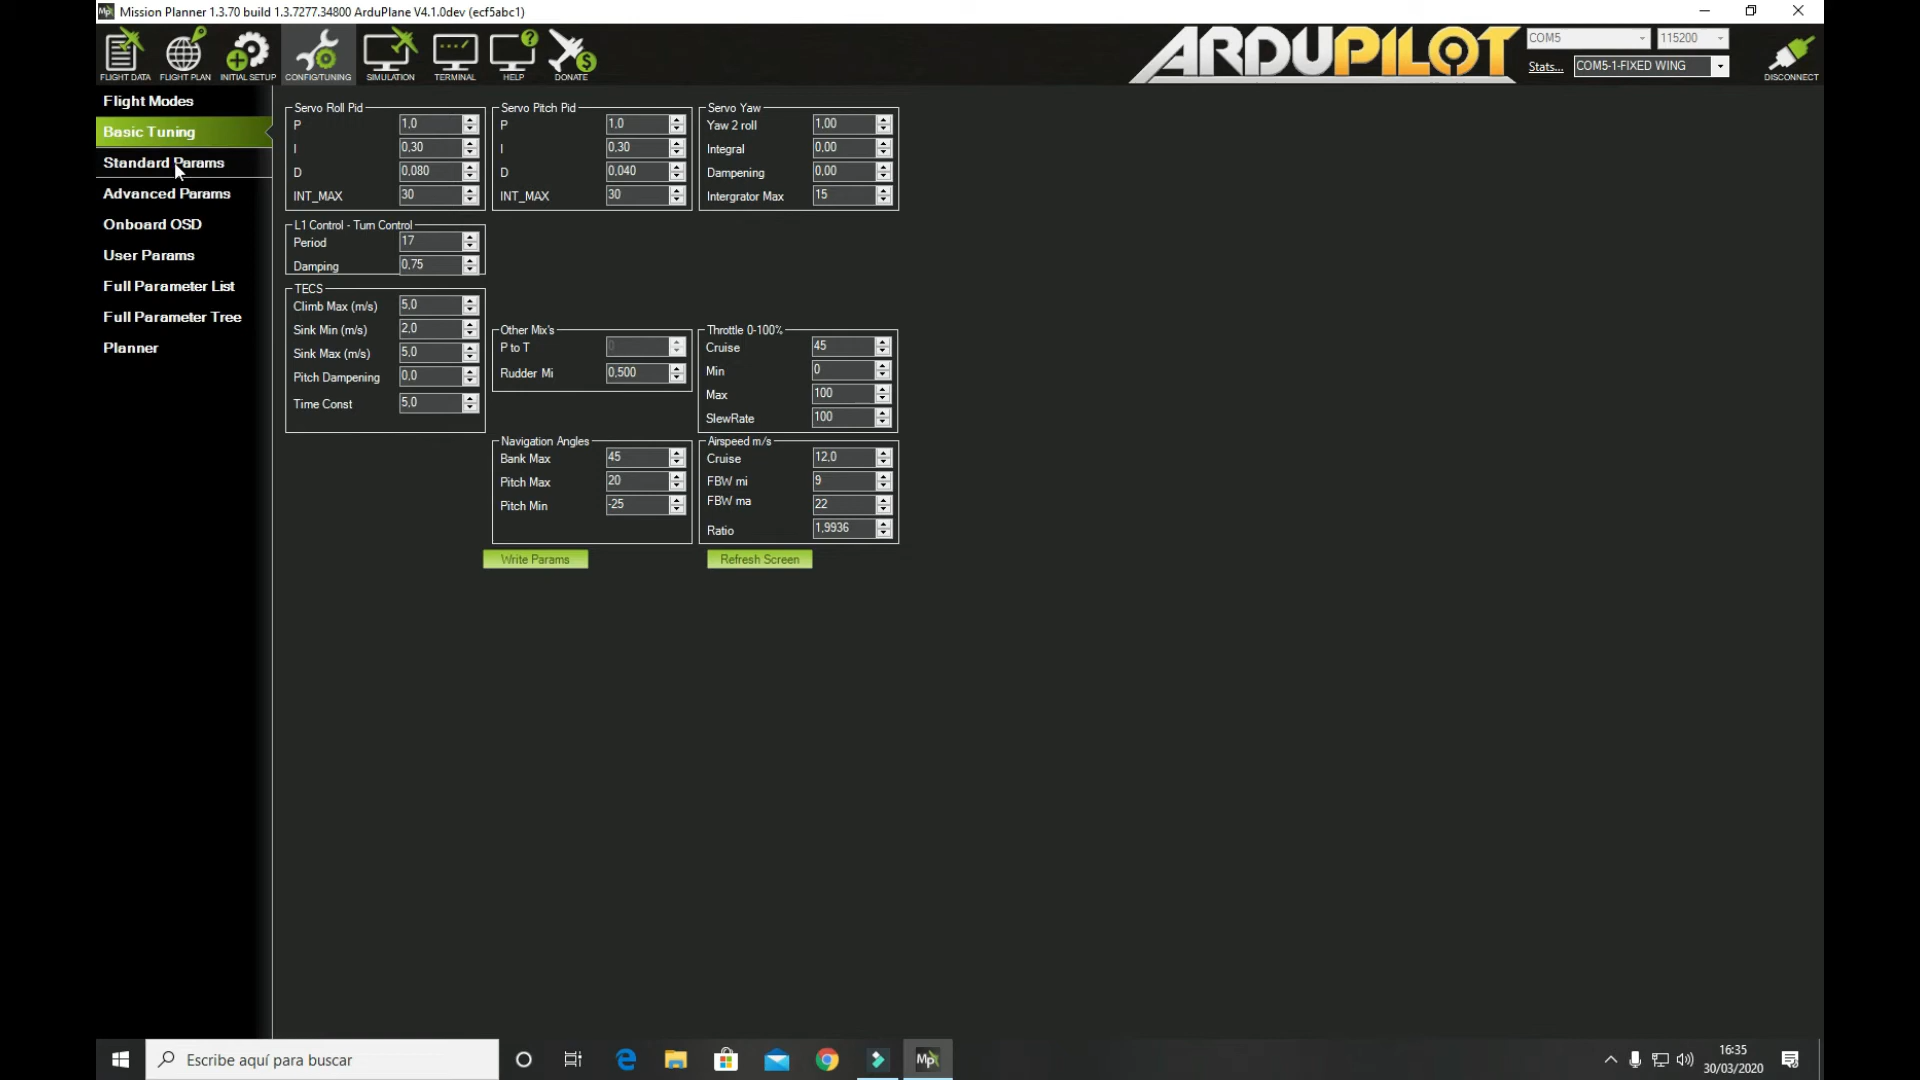 Mission Planner 1.3.70 build 1.3.7277.34800 ArduPlane V4.1.0dev (ecf5abc1)
FLIGHT DATA
FLIGHT PLAN
INITIAL SETUP
CONFIG/TUNING
SIMULATION
TERMINAL
HELP
DONATE
ARDUPILOT
COM5
115200
Stats...
COM5-1-FIXED WING
DISCONNECT
Flight Modes
Basic Tuning
Standard Params
Advanced Params
Onboard OSD
User Params
Full Parameter List
Full Parameter Tree
Planner
Servo Roll Pid
P 1,0
I 0,30
D 0,080
INT_MAX 30
Servo Pitch Pid
P 1,0
I 0,30
D 0,040
INT_MAX 30
Servo Yaw
Yaw 2 roll 1,00
Integral 0,00
Dampening 0,00
Intergrator Max 15
L1 Control - Turn Control
Period 17
Damping 0,75
TECS
Climb Max (m/s) 5,0
Sink Min (m/s) 2,0
Sink Max (m/s) 5,0
Pitch Dampening 0,0
Time Const 5,0
Other Mix's
P to T 0
Rudder Mi 0,500
Throttle 0-100%
Cruise 45
Min 0
Max 100
SlewRate 100
Navigation Angles
Bank Max 45
Pitch Max 20
Pitch Min -25
Airspeed m/s
Cruise 12,0
FBW mi 9
FBW ma 22
Ratio 1,9936
Write Params
Refresh Screen
Escribe aquí para buscar
Mp
16:35
30/03/2020